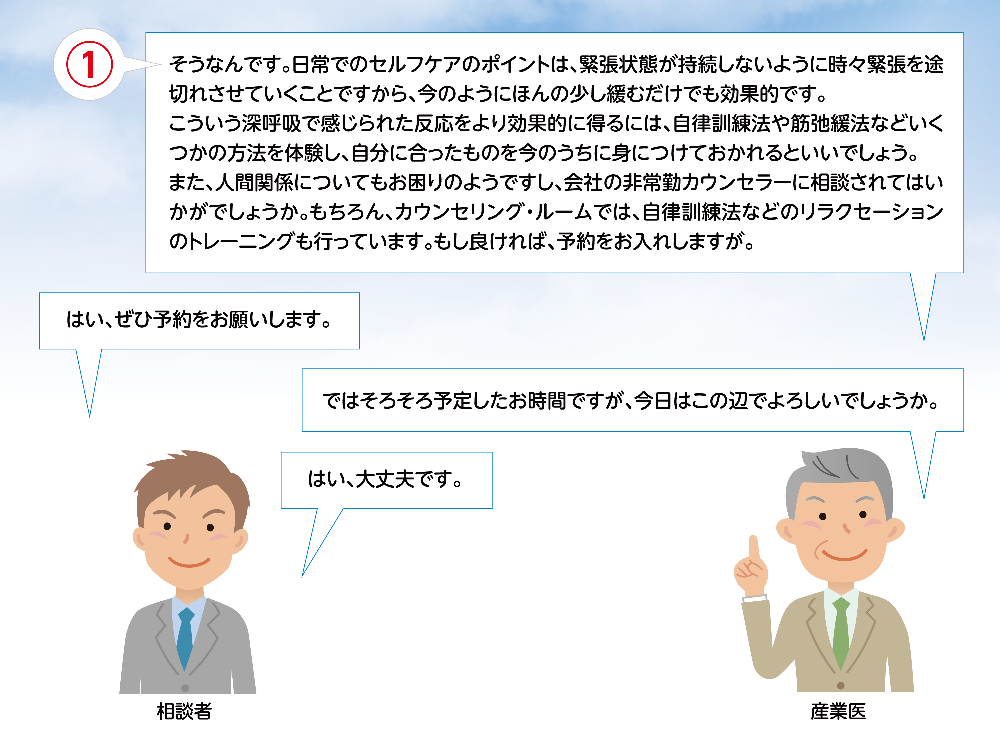 ①
そうなんです。日常でのセルフケアのポイントは、緊張状態が持続しないように時々緊張を途
切れさせていくことですから、今のようにほんの少し緩むだけでも効果的です。
こういう深呼吸で感じられた反応をより効果的に得るには、自律訓練法や筋弛緩法などいく
つかの方法を体験し、自分に合ったものを今のうちに身につけておかれるといいでしょう。
また、人間関係についてもお困りのようですし、会社の非常勤カウンセラーに相談されてはい
かがでしょうか。もちろん、カウンセリング・ルームでは、自律訓練法などのリラクセーション
のトレーニングも行っています。もし良ければ、予約をお入れしますが。
はい、ぜひ予約をお願いします。
ではそろそろ予定したお時間ですが、今日はこの辺でよろしいでしょうか。
はい、大丈夫です。
相談者
産業医